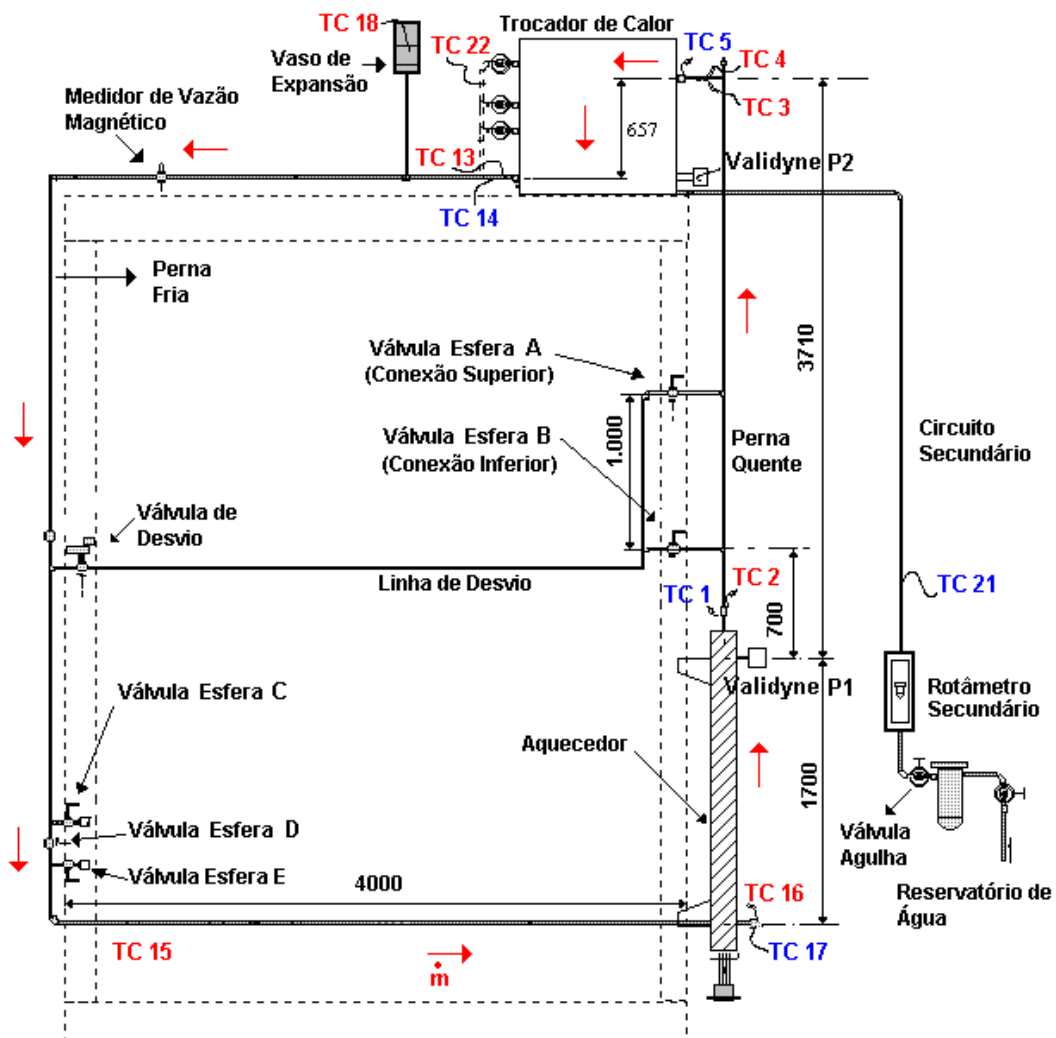 TC 18
Trocador de Calor
TC 22
TC 5
TC 4
Vaso de
Expansão
TC 3
Medidor de Vazão
Magnético
657
TC 13
Validyne P2
TC 14
Perna
Fria
3710
Válvula Esfera A
(Conexão Superior)
1.000
Válvula Esfera B
(Conexão Inferior)
Perna
Quente
Circuito
Secundário
Válvula de
Desvio
Linha de Desvio
TC 1
TC 2
700
TC 21
Válvula Esfera C
Validyne P1
Rotâmetro
Secundário
Aquecedor
1700
Válvula Esfera D
Válvula Esfera E
4000
Válvula
Agulha
TC 16
Reservatório de
Água
TC 15
TC 17
ṁ